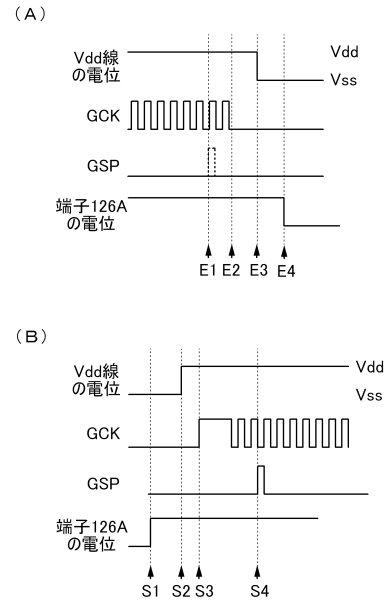 (A)
Vdd線
の電位
Vdd
Vss
GCK
GSP
端子126A
の電位
E1 E2 E3 E4
(B)
Vdd線
の電位
Vdd
Vss
GCK
GSP
端子126A
の電位
S1 S2 S3 S4